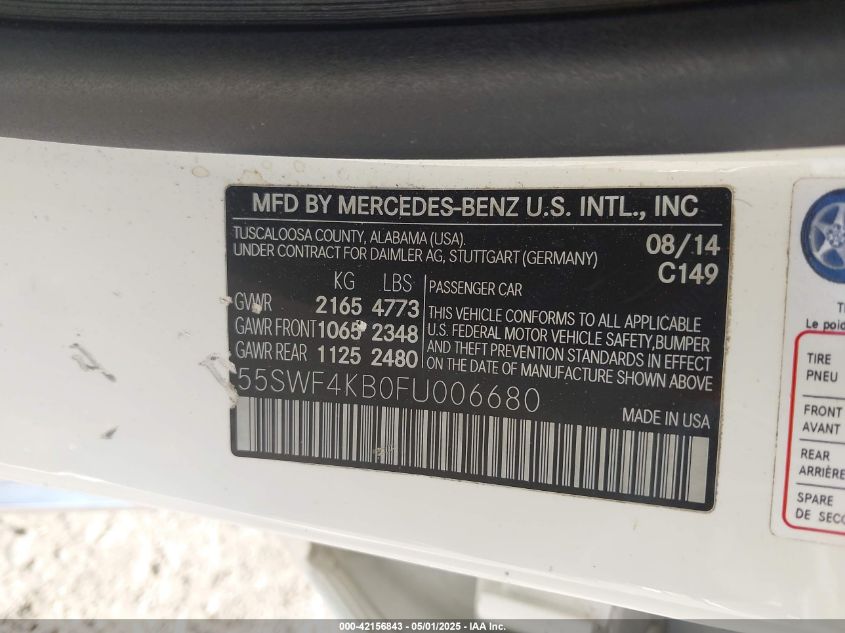 MFD BY MERCEDES-BENZ U.S. INTL., INC
TUSCALOOSA COUNTY, ALABAMA (USA).
UNDER CONTRACT FOR DAIMLER AG, STUTTGART (GERMANY)
08/14
C149
KG LBS
GVWR 2165 4773
GAWR FRONT 1065 2348
GAWR REAR 1125 2480
PASSENGER CAR
THIS VEHICLE CONFORMS TO ALL APPLICABLE
U.S. FEDERAL MOTOR VEHICLE SAFETY,BUMPER
AND THEFT PREVENTION STANDARDS IN EFFECT
ON THE DATE OF MANUFACTURE SHOWN ABOVE
55SWF4KB0FU006680
MADE IN USA
Le poid
TIRE
PNEU
FRONT
AVANT
REAR
ARRIÈRE
SPARE
DE SECO
000-42156843 - 05/01/2025 - IAA Inc.